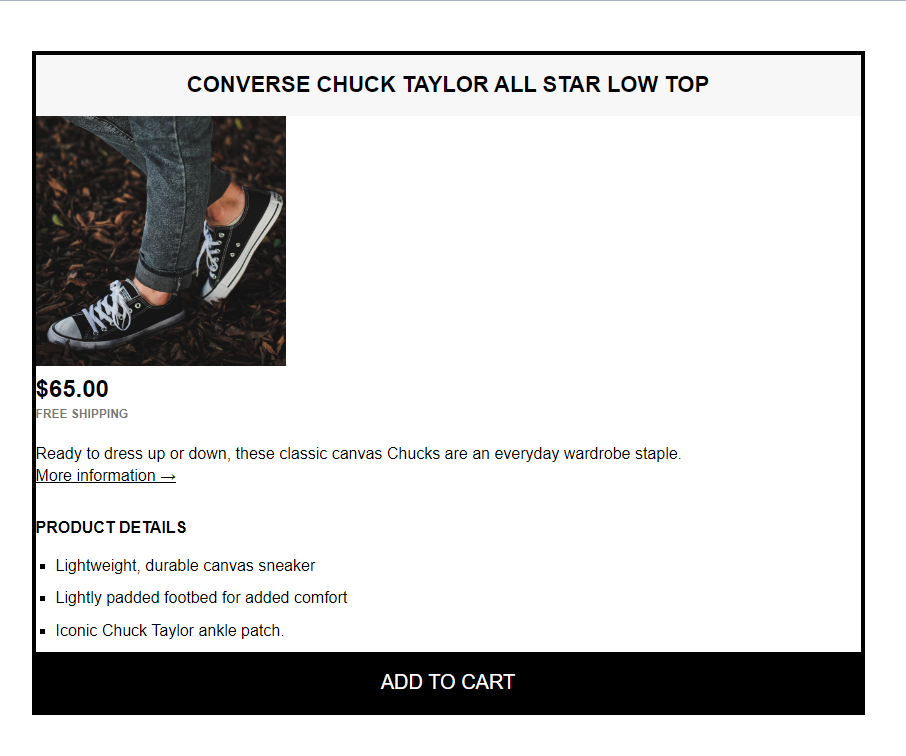 CONVERSE CHUCK TAYLOR ALL STAR LOW TOP
$65.00
FREE SHIPPING
Ready to dress up or down, these classic canvas Chucks are an everyday wardrobe staple.
More information →
PRODUCT DETAILS
▪ Lightweight, durable canvas sneaker
▪ Lightly padded footbed for added comfort
▪ Iconic Chuck Taylor ankle patch.
ADD TO CART